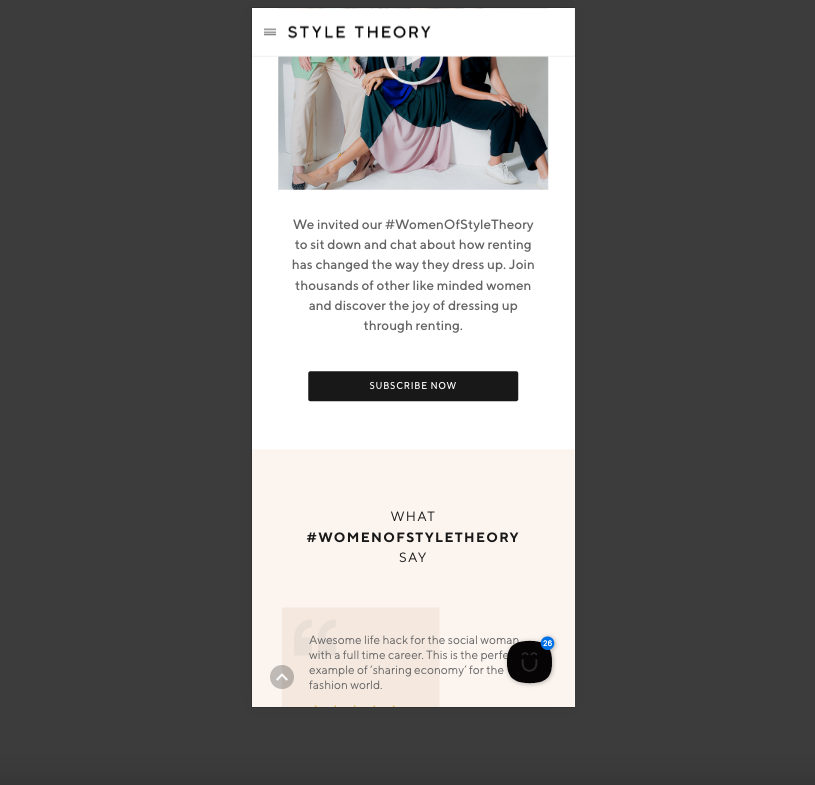 STYLE THEORY
We invited our #WomenOfStyleTheory
to sit down and chat about how renting
has changed the way they dress up. Join
thousands of other like minded women
and discover the joy of dressing up
through renting.
SUBSCRIBE NOW
WHAT
#WOMENOFSTYLETHEORY
SAY
“
Awesome life hack for the social woman
with a full time career. This is the perfe
example of ‘sharing economy’ for the
fashion world.
26